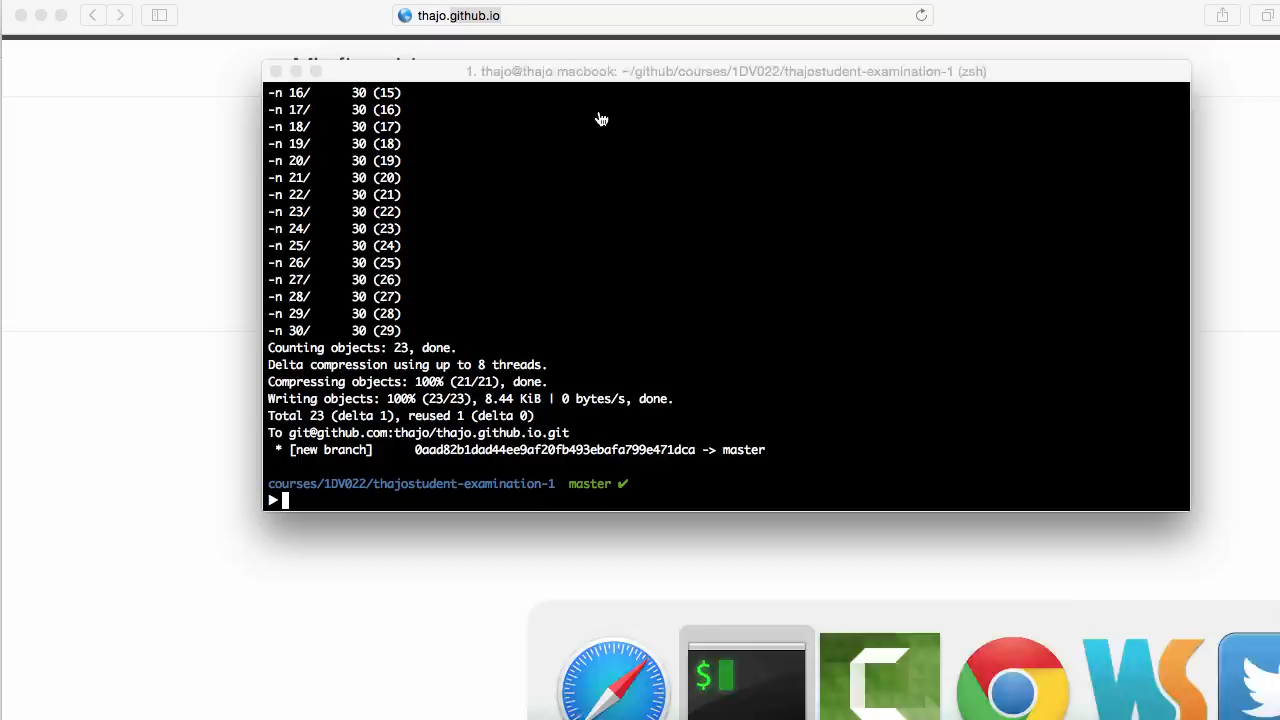 thajo.github.io
1. thajo@thajo macbook: ~/github/courses/1DV022/thajostudent-examination-1 (zsh)
-n 16/ 30 (15)
-n 17/ 30 (16)
-n 18/ 30 (17)
-n 19/ 30 (18)
-n 20/ 30 (19)
-n 21/ 30 (20)
-n 22/ 30 (21)
-n 23/ 30 (22)
-n 24/ 30 (23)
-n 25/ 30 (24)
-n 26/ 30 (25)
-n 27/ 30 (26)
-n 28/ 30 (27)
-n 29/ 30 (28)
-n 30/ 30 (29)
Counting objects: 23, done.
Delta compression using up to 8 threads.
Compressing objects: 100% (21/21), done.
Writing objects: 100% (23/23), 8.44 KiB | 0 bytes/s, done.
Total 23 (delta 1), reused 1 (delta 0)
To git@github.com:thajo/thajo.github.io.git
* [new branch] 0aad82b1dad44ee9af20fb493ebafa799e471dca -> master
courses/1DV022/thajostudent-examination-1 master ✔
▶
$
WS